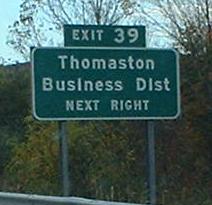 EXIT 39
Thomaston
Business Dist
NEXT RIGHT